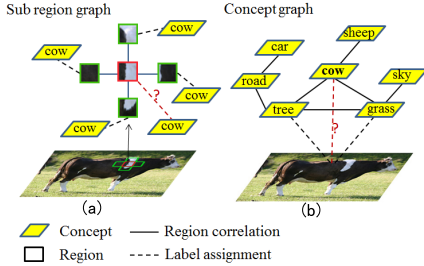 Sub region graph
Concept graph
cow
cow
cow
cow
cow
?
sheep
car
cow
sky
road
tree
grass
?
(a)
(b)
Concept
Region correlation
Region
Label assignment